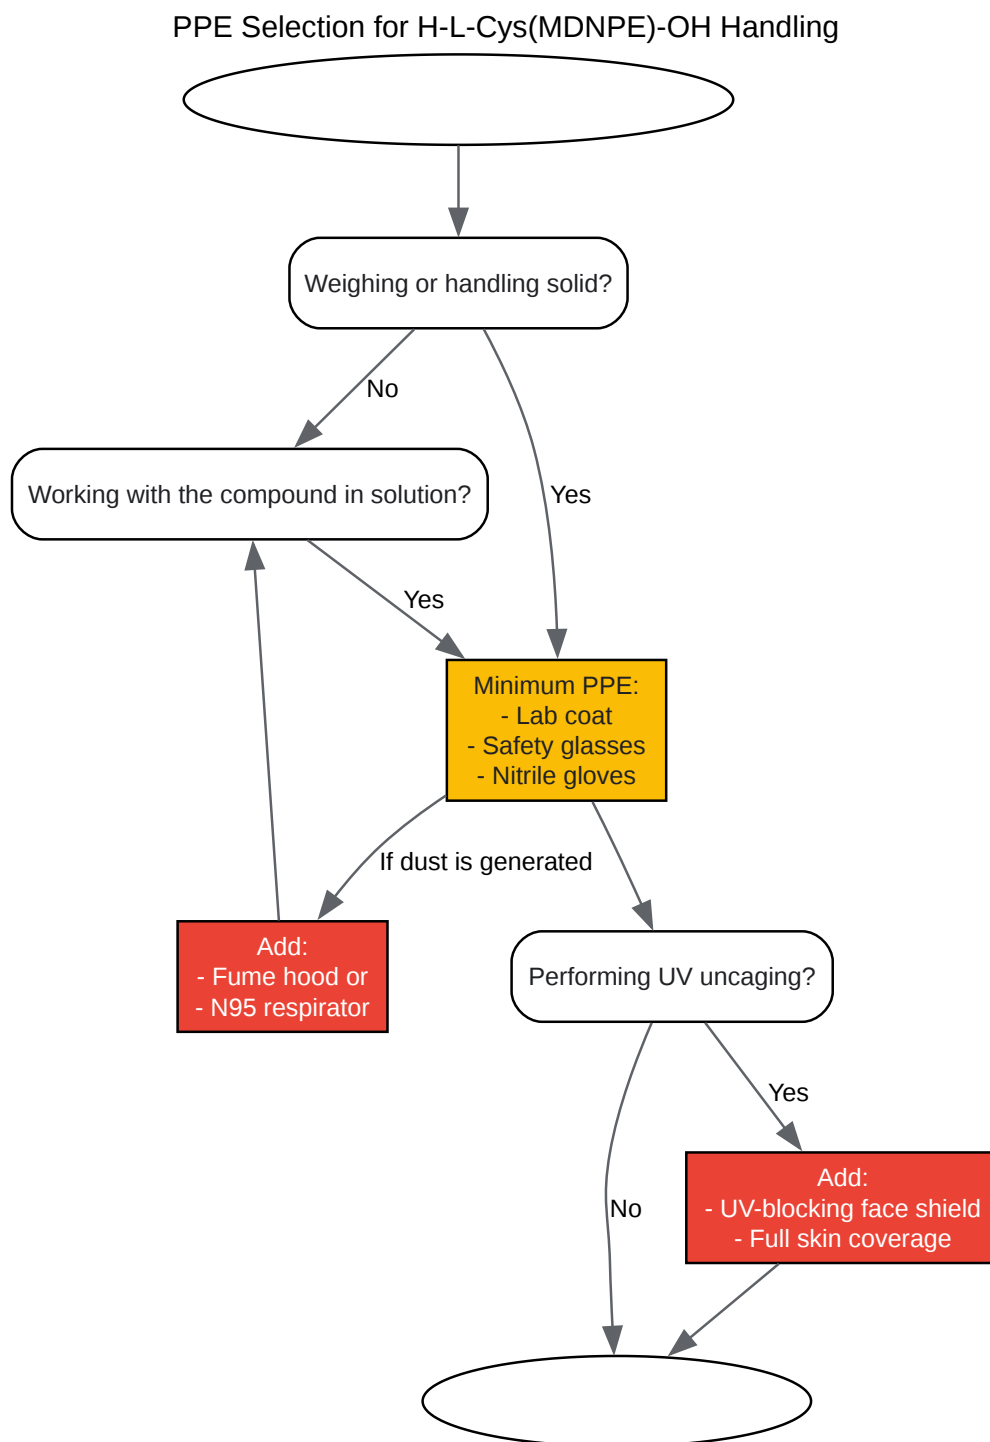 PPE Selection for H-L-Cys(MDNPE)-OH Handling
Weighing or handling solid?
No
Yes
Working with the compound in solution?
Yes
Minimum PPE:
- Lab coat
- Safety glasses
- Nitrile gloves
If dust is generated
Add:
- Fume hood or
- N95 respirator
Performing UV uncaging?
Yes
No
Add:
- UV-blocking face shield
- Full skin coverage